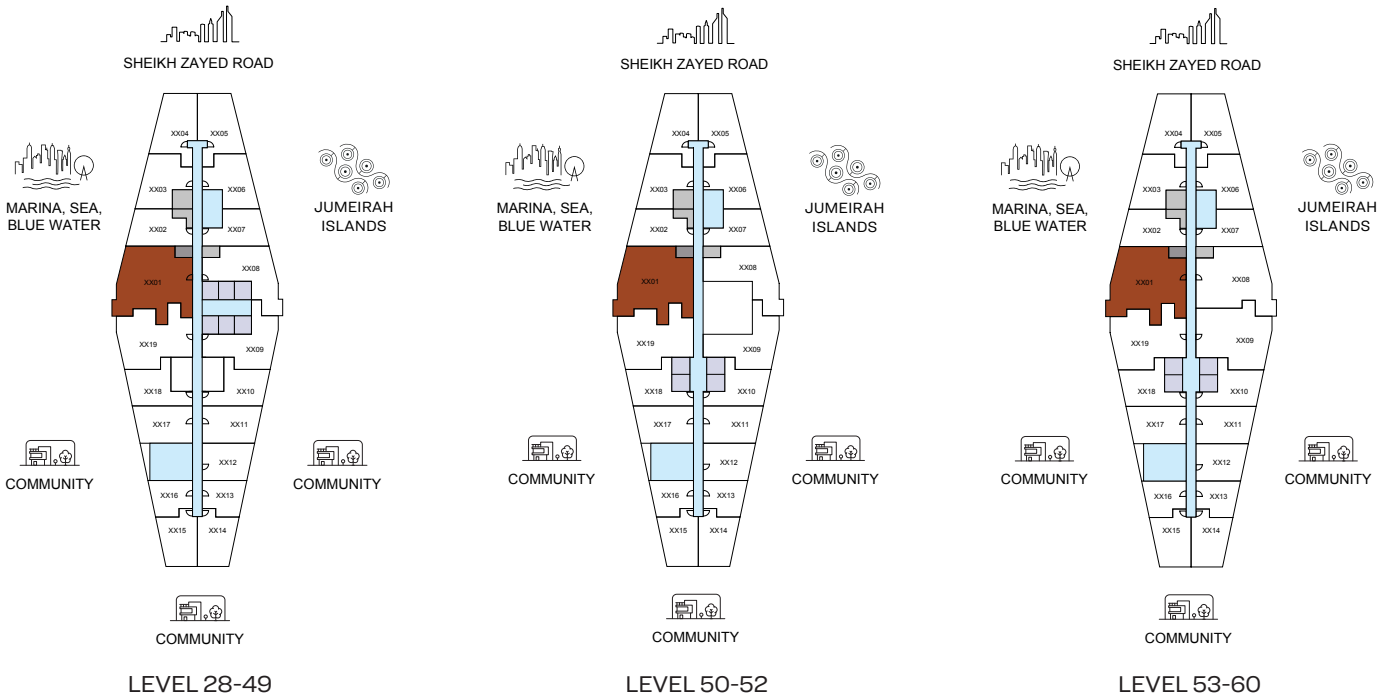 SHEIKH ZAYED ROAD
MARINA, SEA,
BLUE WATER
JUMEIRAH
ISLANDS
XX04
XX05
XX03
XX06
XX02
XX07
XX01
XX08
XX19
XX09
XX18
XX10
XX17
XX11
XX12
XX16
XX13
XX15
XX14
COMMUNITY
COMMUNITY
COMMUNITY
LEVEL 28-49
SHEIKH ZAYED ROAD
MARINA, SEA,
BLUE WATER
JUMEIRAH
ISLANDS
XX04
XX05
XX03
XX06
XX02
XX07
XX01
XX08
XX19
XX09
XX18
XX10
XX17
XX11
XX12
XX16
XX13
XX15
XX14
COMMUNITY
COMMUNITY
COMMUNITY
LEVEL 50-52
SHEIKH ZAYED ROAD
MARINA, SEA,
BLUE WATER
JUMEIRAH
ISLANDS
XX04
XX05
XX03
XX06
XX02
XX07
XX01
XX08
XX19
XX09
XX18
XX10
XX17
XX11
XX12
XX16
XX13
XX15
XX14
COMMUNITY
COMMUNITY
COMMUNITY
LEVEL 53-60